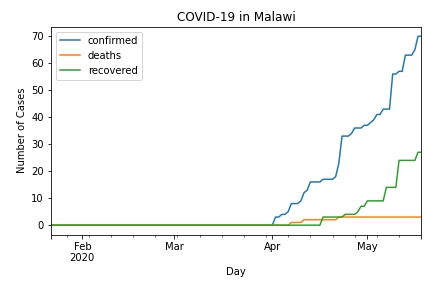 COVID-19 in Malawi
confirmed
deaths
recovered
Number of Cases
70
60
50
40
30
20
10
0
Feb Mar Apr May
2020
Day